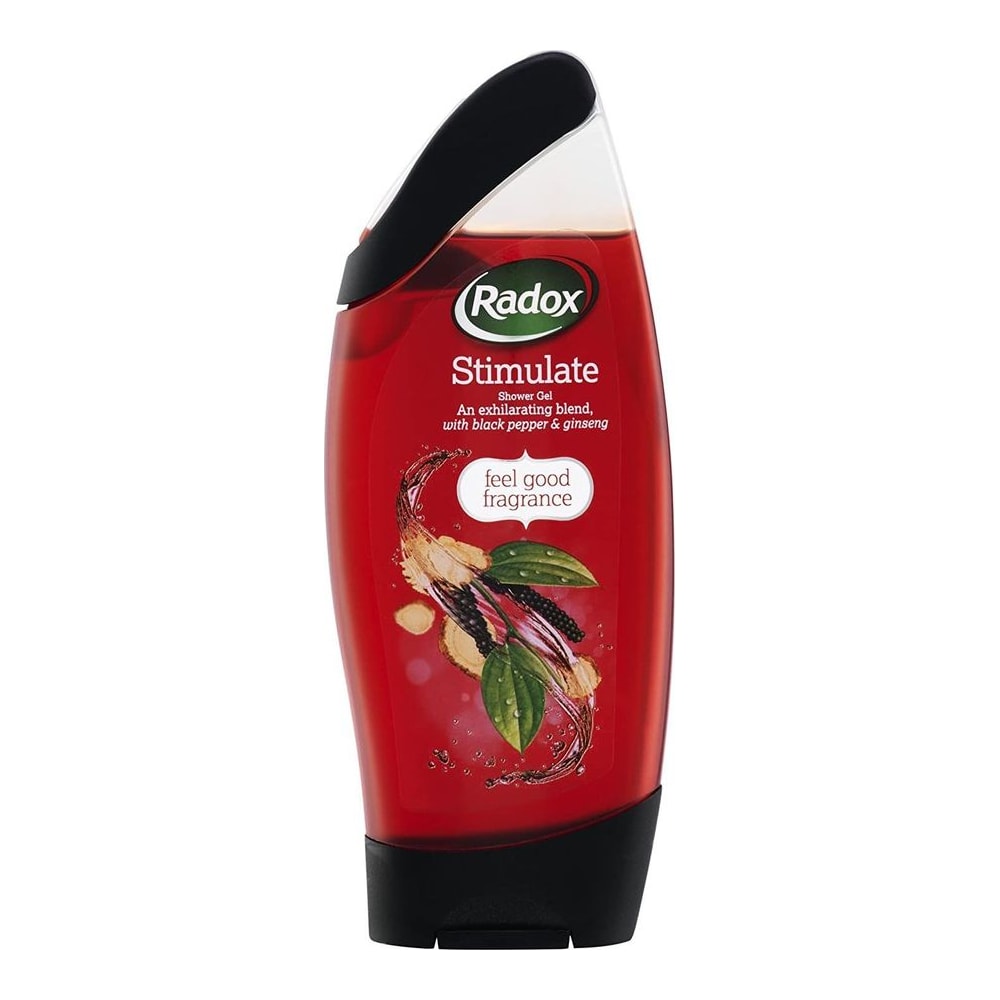 Radox
Stimulate
Shower Gel
An exhilarating blend,
with black pepper & ginseng
feel good
fragrance